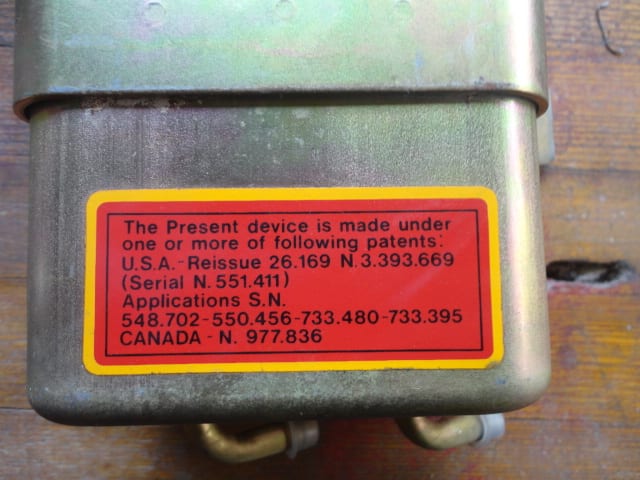 The Present device is made under
one or more of following patents:
U.S.A.-Reissue 26.169 N.3.393.669
(Serial N.551.411)
Applications S.N.
548.702-550.456-733.480-733.395
CANADA - N. 977.836